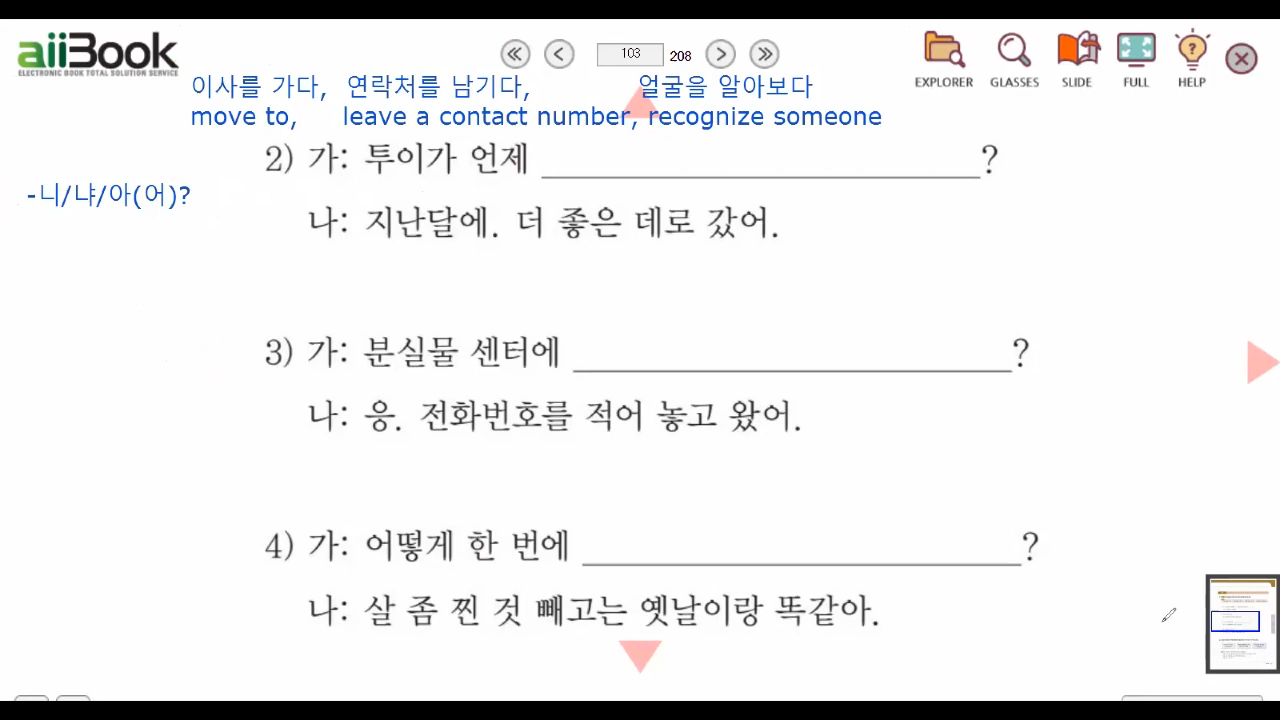 aiiBook
ELECTRONIC BOOK TOTAL SOLUTION SERVICE
103 208
EXPLORER GLASSES SLIDE FULL HELP
이사를 가다, 연락처를 남기다, 얼굴을 알아보다
move to, leave a contact number, recognize someone
2) 가: 투이가 언제 ?
-니/냐/아(어)?
나: 지난달에. 더 좋은 데로 갔어.
3) 가: 분실물 센터에 ?
나: 응. 전화번호를 적어 놓고 왔어.
4) 가: 어떻게 한 번에 ?
나: 살 좀 찐 것 빼고는 옛날이랑 똑같아.